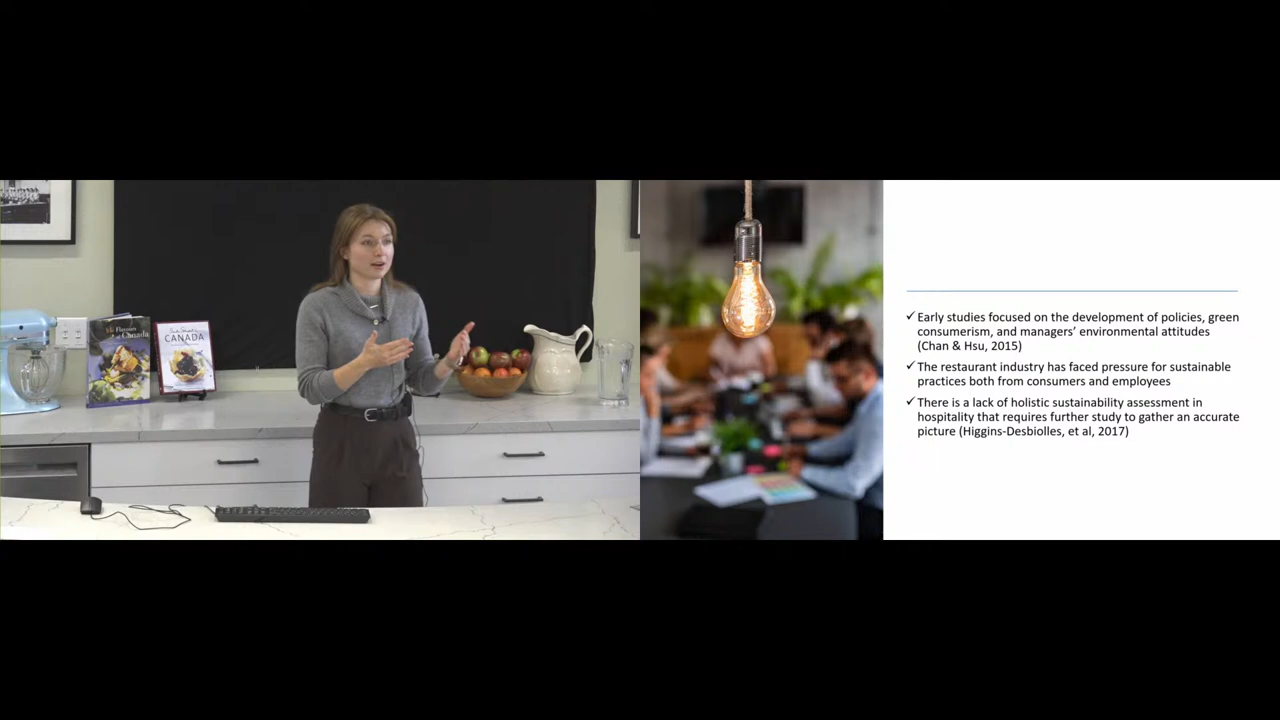 Flavours
of Canada
CANADA
✓ Early studies focused on the development of policies, green
consumerism, and managers’ environmental attitudes
(Chan & Hsu, 2015)
✓ The restaurant industry has faced pressure for sustainable
practices both from consumers and employees
✓ There is a lack of holistic sustainability assessment in
hospitality that requires further study to gather an accurate
picture (Higgins-Desbiolles, et al, 2017)